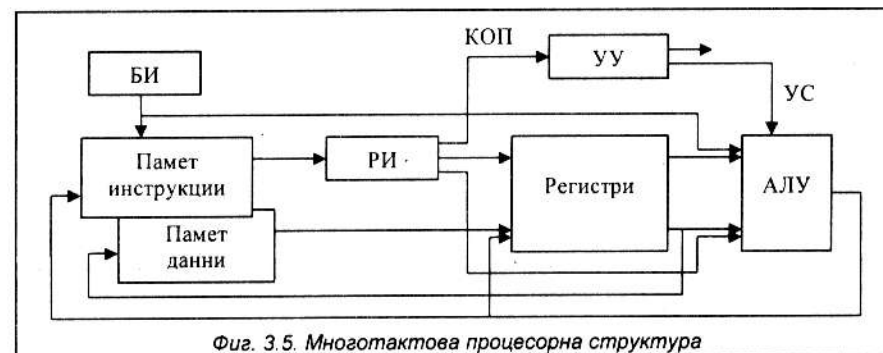 КОП
УУ
БИ
УС
Памет
инструкции
РИ
Регистри
АЛУ
Памет
данни
Фиг. 3.5. Многотактова процесорна структура